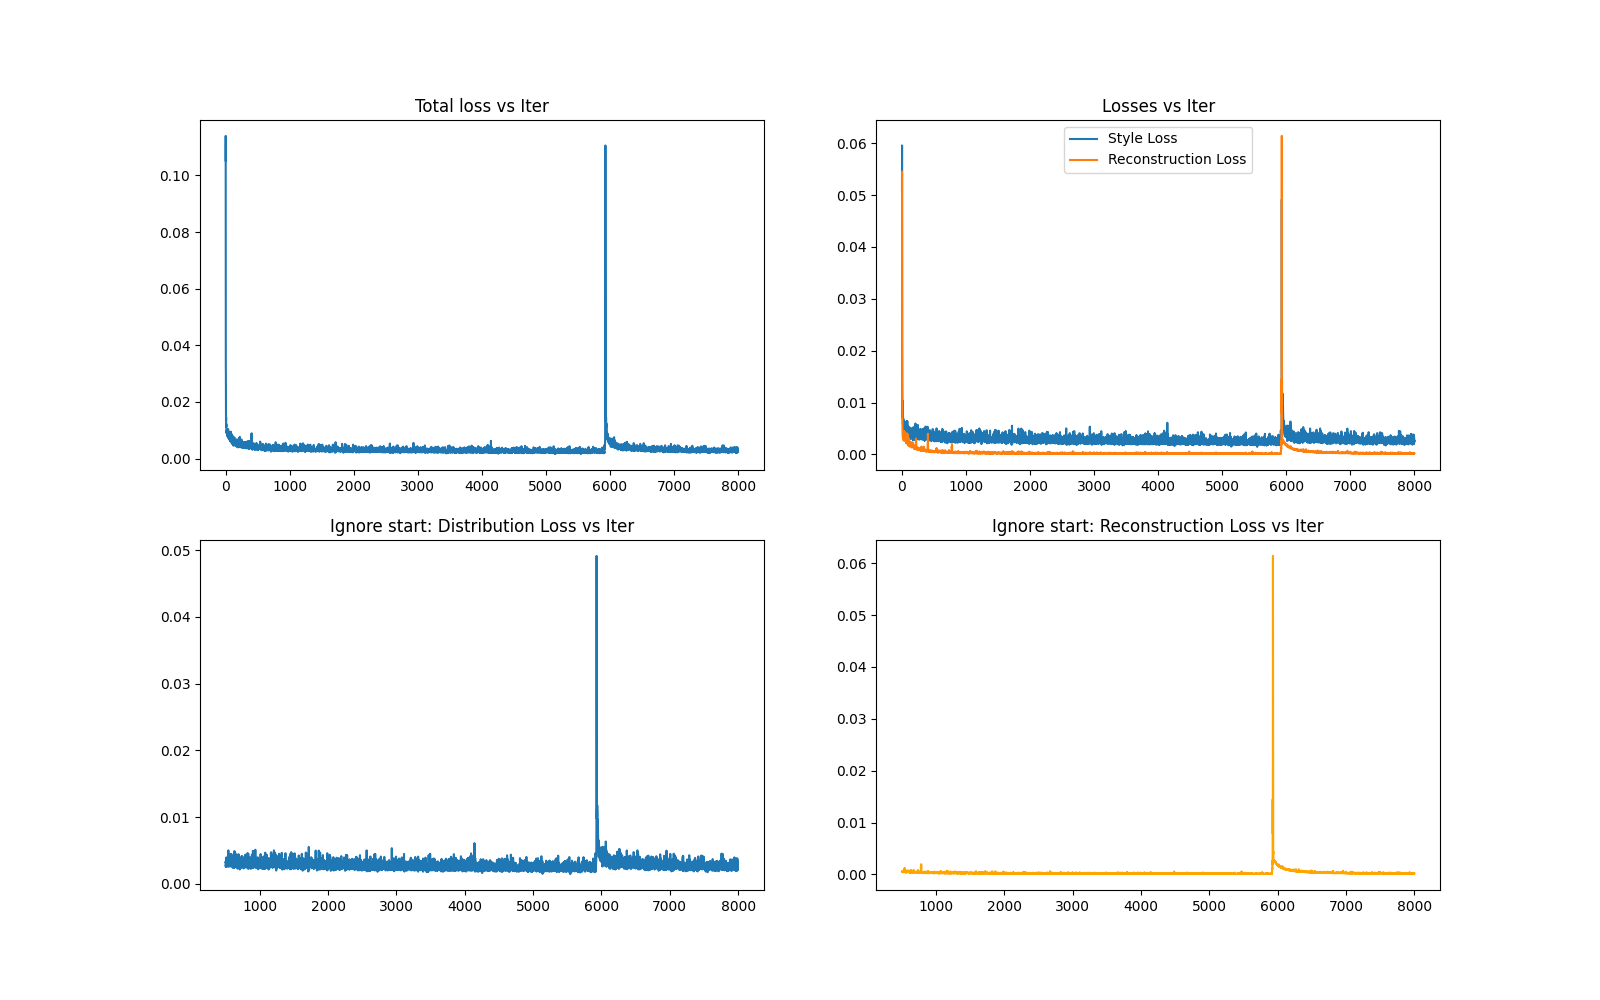 Total loss vs Iter
0.10
0.08
0.06
0.04
0.02
0.00
0 1000 2000 3000 4000 5000 6000 7000 8000
Losses vs Iter
Style Loss
Reconstruction Loss
0.06
0.05
0.04
0.03
0.02
0.01
0.00
0 1000 2000 3000 4000 5000 6000 7000 8000
Ignore start: Distribution Loss vs Iter
0.05
0.04
0.03
0.02
0.01
0.00
1000 2000 3000 4000 5000 6000 7000 8000
Ignore start: Reconstruction Loss vs Iter
0.06
0.05
0.04
0.03
0.02
0.01
0.00
1000 2000 3000 4000 5000 6000 7000 8000